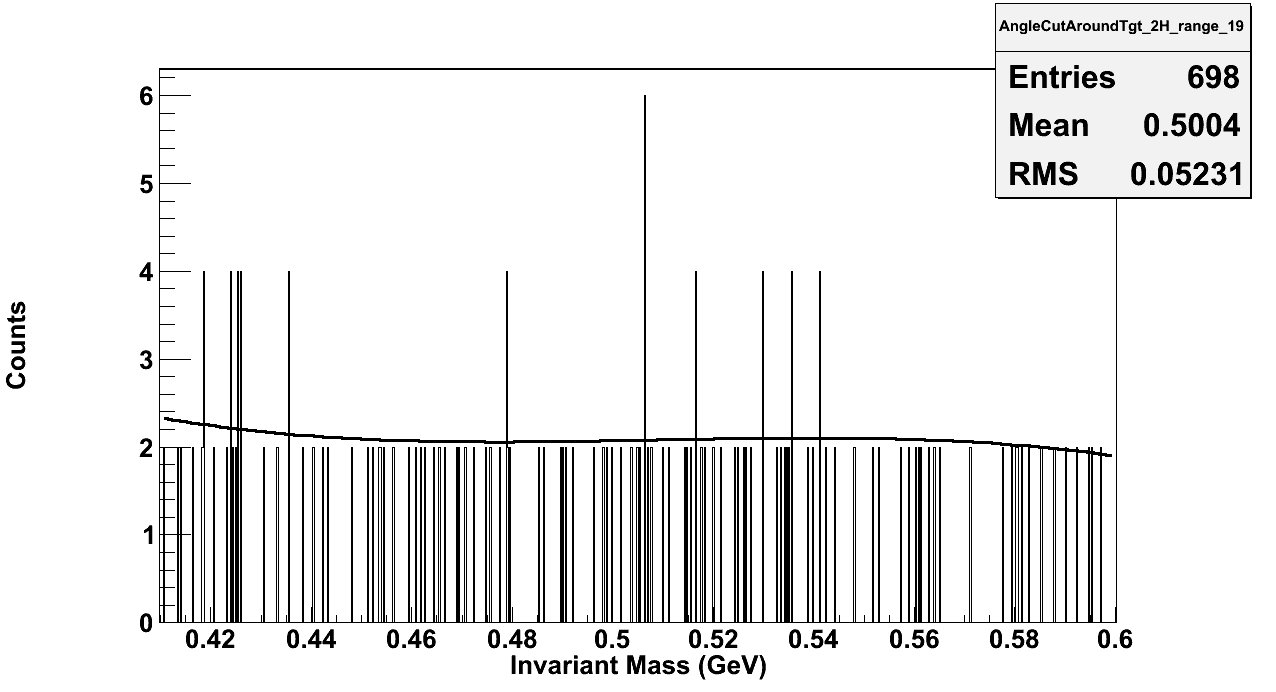 AngleCutAroundTgt_2H_range_19
Entries 698
Mean 0.5004
RMS 0.05231
Counts
6
5
4
3
2
1
0
0.42 0.44 0.46 0.48 0.5 0.52 0.54 0.56 0.58 0.6
Invariant Mass (GeV)